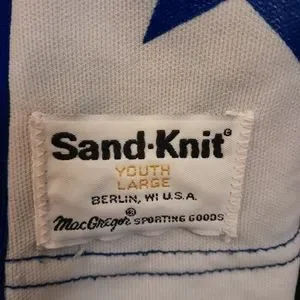 Sand·Knit®
YOUTH
LARGE
BERLIN, WI U.S.A.
MacGregor® SPORTING GOODS